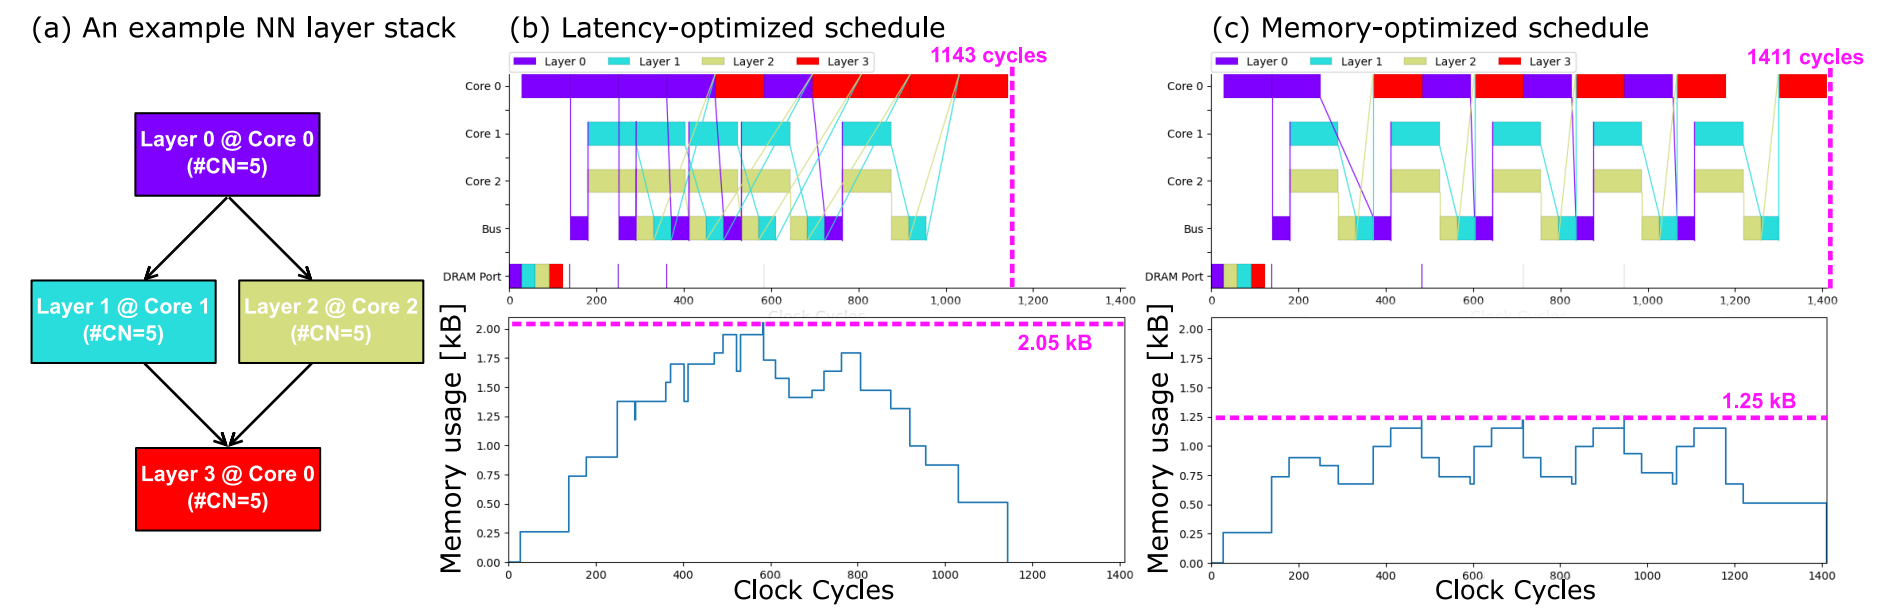 (a) An example NN layer stack
Layer 0 @ Core 0
(#CN=5)
Layer 1 @ Core 1
(#CN=5)
Layer 2 @ Core 2
(#CN=5)
Layer 3 @ Core 0
(#CN=5)
(b) Latency-optimized schedule
1143 cycles
Layer 0 Layer 1 Layer 2 Layer 3
Core 0
Core 1
Core 2
Bus
DRAM Port
0 200 400 600 800 1,000 1,200 1,400
Clock Cycles
Memory usage [kB]
2.00
1.75
1.50
1.25
1.00
0.75
0.50
0.25
0.00
2.05 kB
0 200 400 600 800 1000 1200 1400
Clock Cycles
(c) Memory-optimized schedule
1411 cycles
Layer 0 Layer 1 Layer 2 Layer 3
Core 0
Core 1
Core 2
Bus
DRAM Port
0 200 400 600 800 1,000 1,200 1,400
Clock Cycles
Memory usage [kB]
2.00
1.75
1.50
1.25
1.00
0.75
0.50
0.25
0.00
1.25 kB
0 200 400 600 800 1000 1200 1400
Clock Cycles